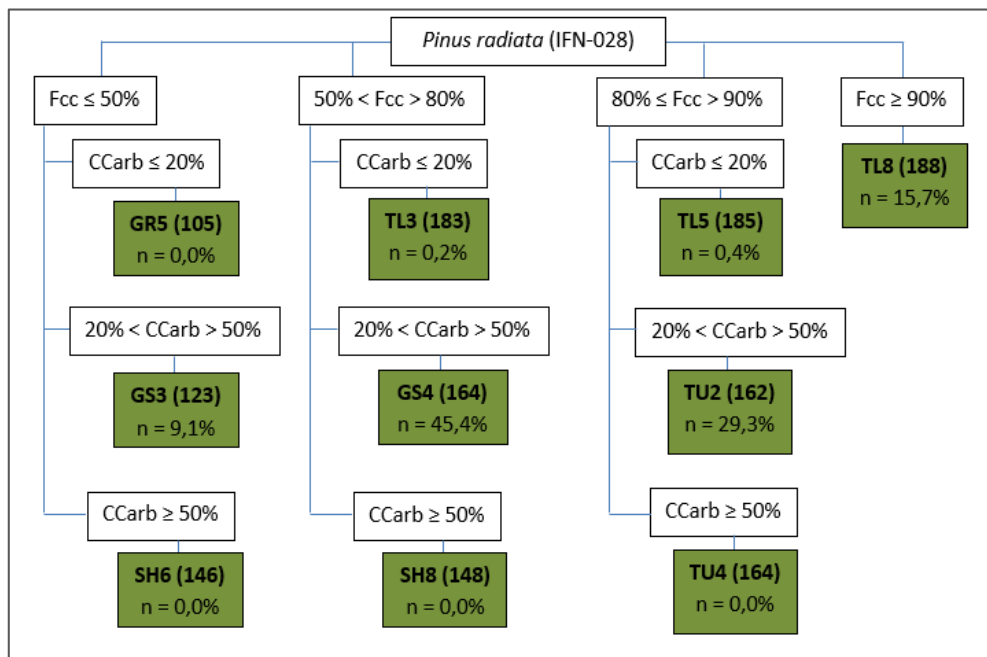 Pinus radiata (IFN-028)
Fcc ≤ 50%
50% < Fcc > 80%
80% ≤ Fcc > 90%
Fcc ≥ 90%
CCarb ≤ 20%
CCarb ≤ 20%
CCarb ≤ 20%
TL8 (188)
n = 15,7%
GR5 (105)
n = 0,0%
TL3 (183)
n = 0,2%
TL5 (185)
n = 0,4%
20% < CCarb > 50%
20% < CCarb > 50%
20% < CCarb > 50%
GS3 (123)
n = 9,1%
GS4 (164)
n = 45,4%
TU2 (162)
n = 29,3%
CCarb ≥ 50%
CCarb ≥ 50%
CCarb ≥ 50%
SH6 (146)
n = 0,0%
SH8 (148)
n = 0,0%
TU4 (164)
n = 0,0%